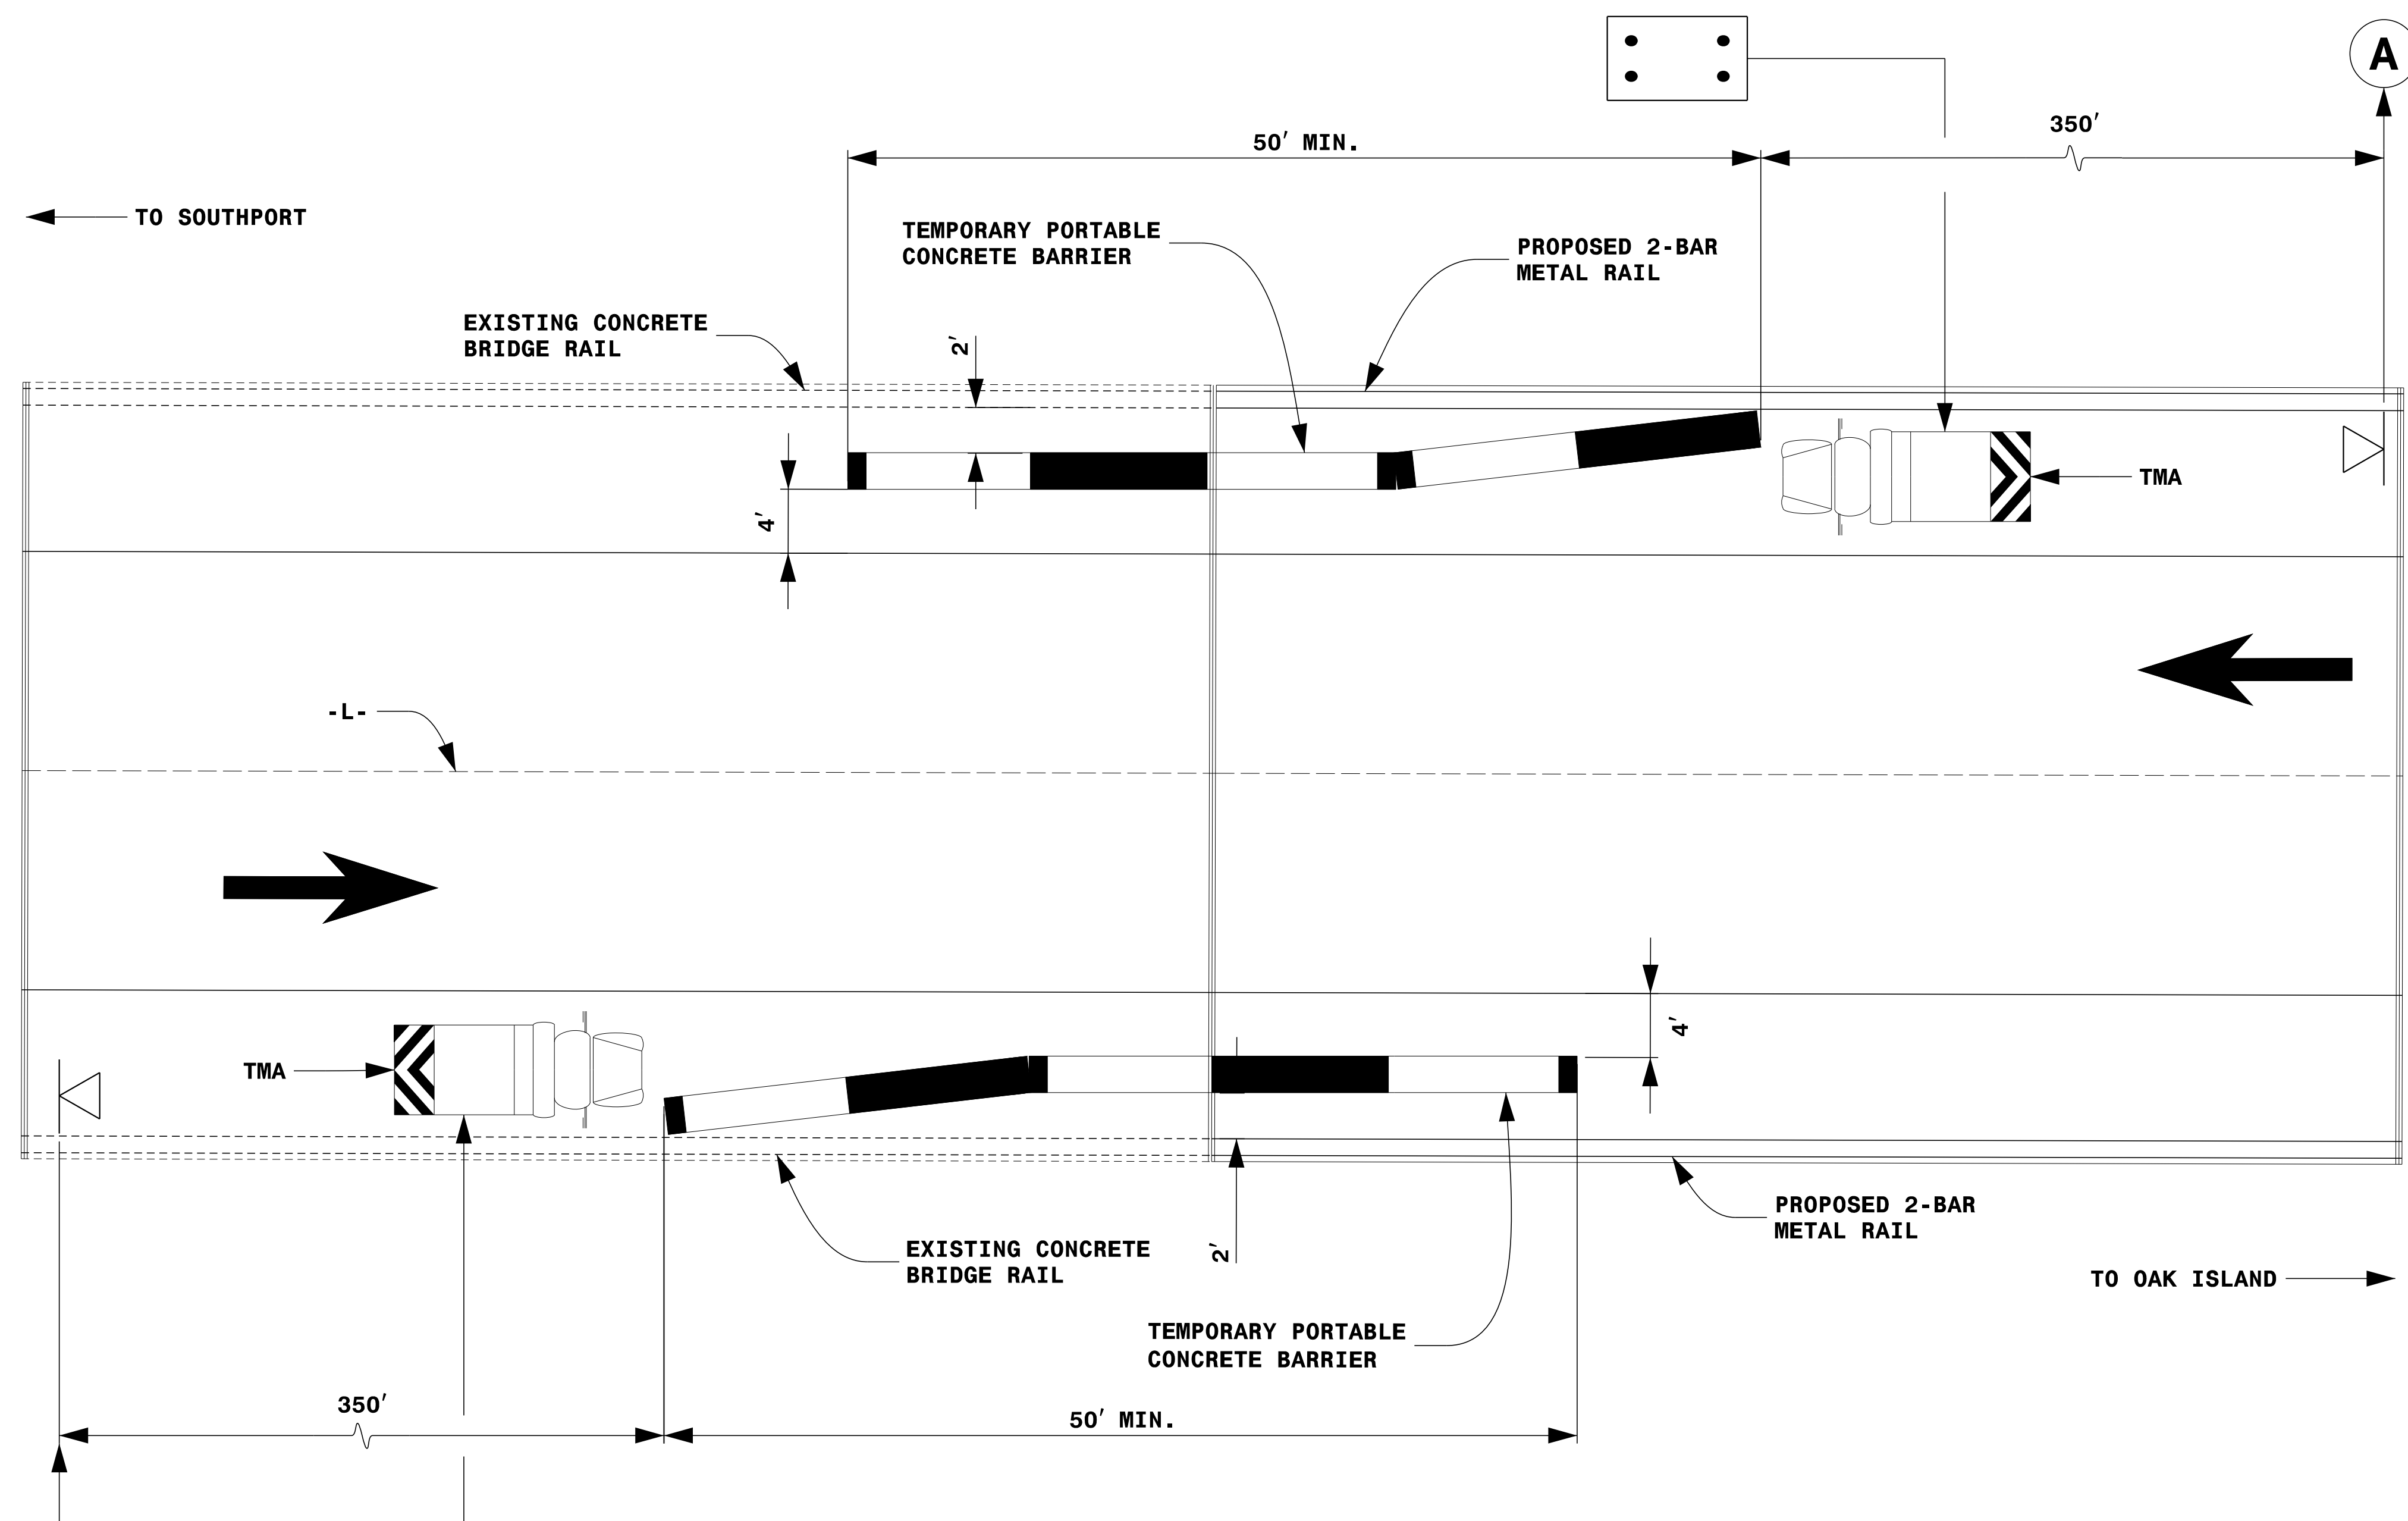 A
350'
50' MIN.
TO SOUTHPORT
TEMPORARY PORTABLE
CONCRETE BARRIER
PROPOSED 2-BAR
METAL RAIL
EXISTING CONCRETE
BRIDGE RAIL
2'
TMA
4'
-L-
4'
TMA
PROPOSED 2-BAR
METAL RAIL
EXISTING CONCRETE
BRIDGE RAIL
2'
TO OAK ISLAND
TEMPORARY PORTABLE
CONCRETE BARRIER
350'
50' MIN.